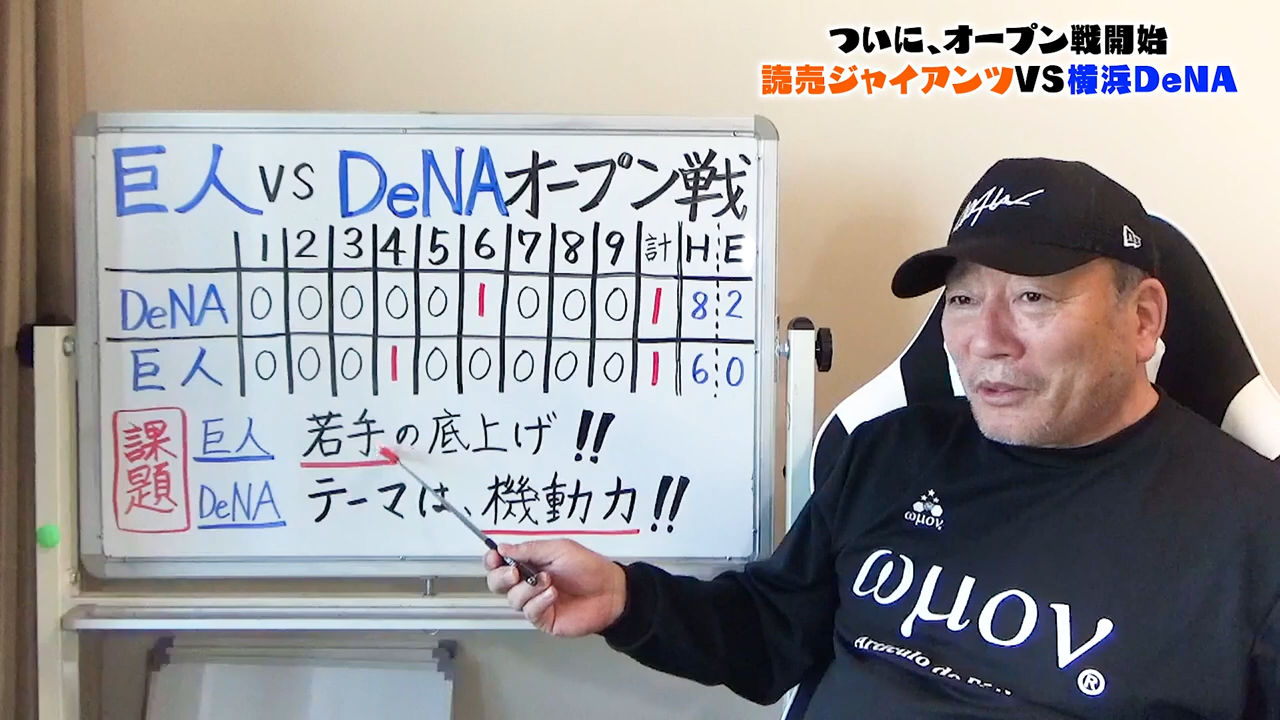 ついに、オープン戦開始
読売ジャイアンツVS横浜DeNA
巨人 VS DeNAオープン戦
1 2 3 4 5 6 7 8 9 計 H E
DeNA 0 0 0 0 0 1 0 0 0 1 8 2
巨人 0 0 0 1 0 0 0 0 0 1 6 0
課題
巨人 若手の底上げ!!
DeNA テーマは、機動力!!
ωμον
ωμον®